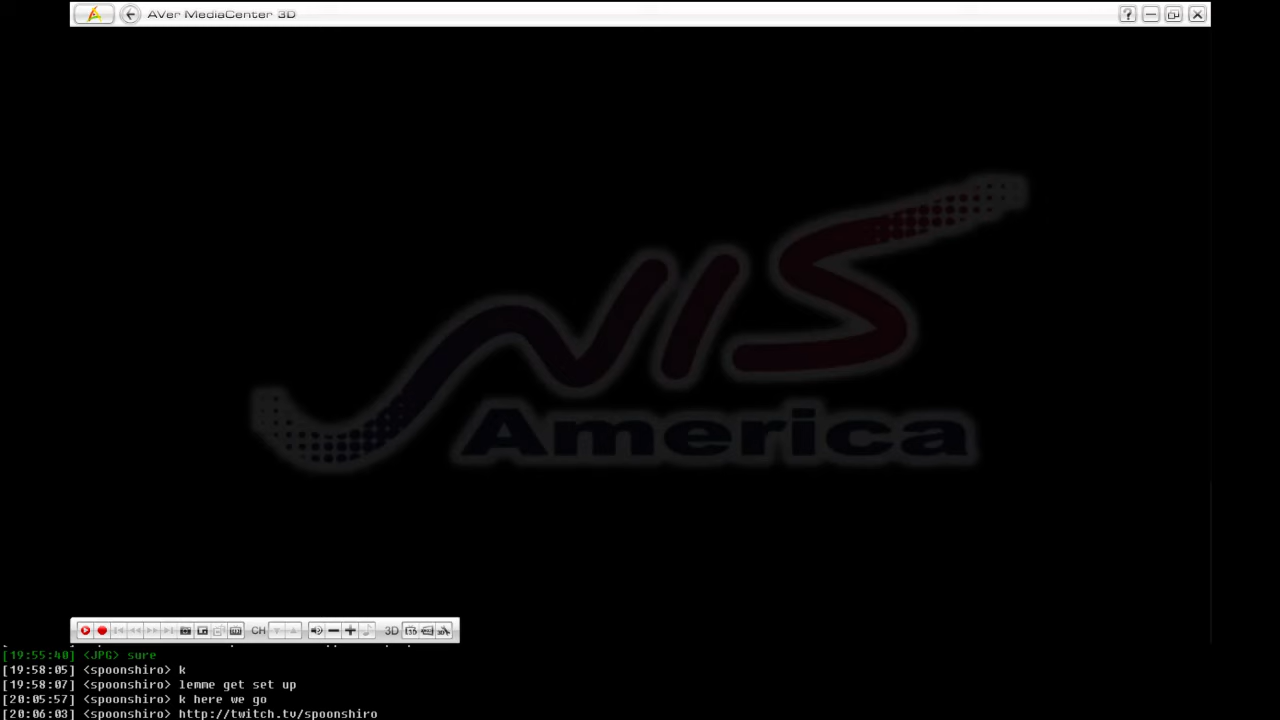 AVer MediaCenter 3D
NIS
America
CH
3D
[19:55:40] <JPG> sure
[19:58:05] <spoonshiro> k
[19:58:07] <spoonshiro> lemme get set up
[20:05:57] <spoonshiro> k here we go
[20:06:03] <spoonshiro> http://twitch.tv/spoonshiro